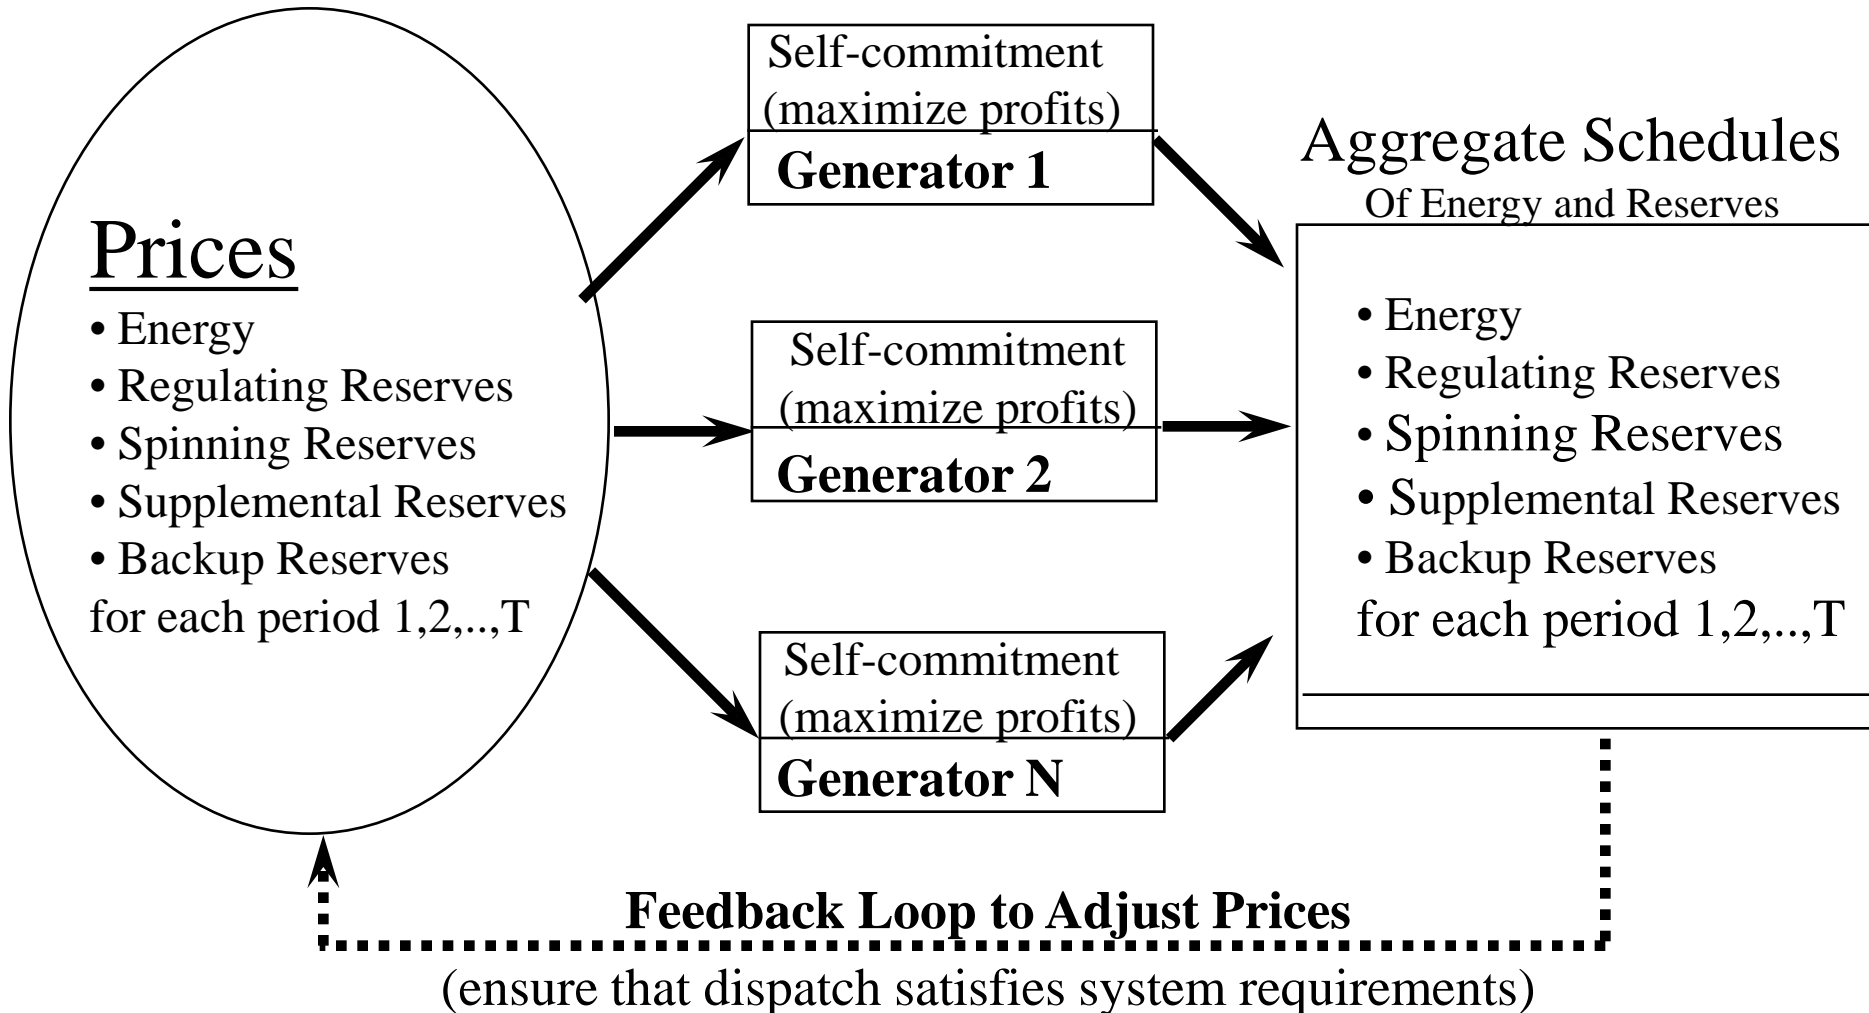 Prices
• Energy
• Regulating Reserves
• Spinning Reserves
• Supplemental Reserves
• Backup Reserves
for each period 1,2,..,T
Self-commitment
(maximize profits)
Generator 1
Self-commitment
(maximize profits)
Generator 2
Self-commitment
(maximize profits)
Generator N
Aggregate Schedules
Of Energy and Reserves
• Energy
• Regulating Reserves
• Spinning Reserves
• Supplemental Reserves
• Backup Reserves
for each period 1,2,..,T
Feedback Loop to Adjust Prices
(ensure that dispatch satisfies system requirements)